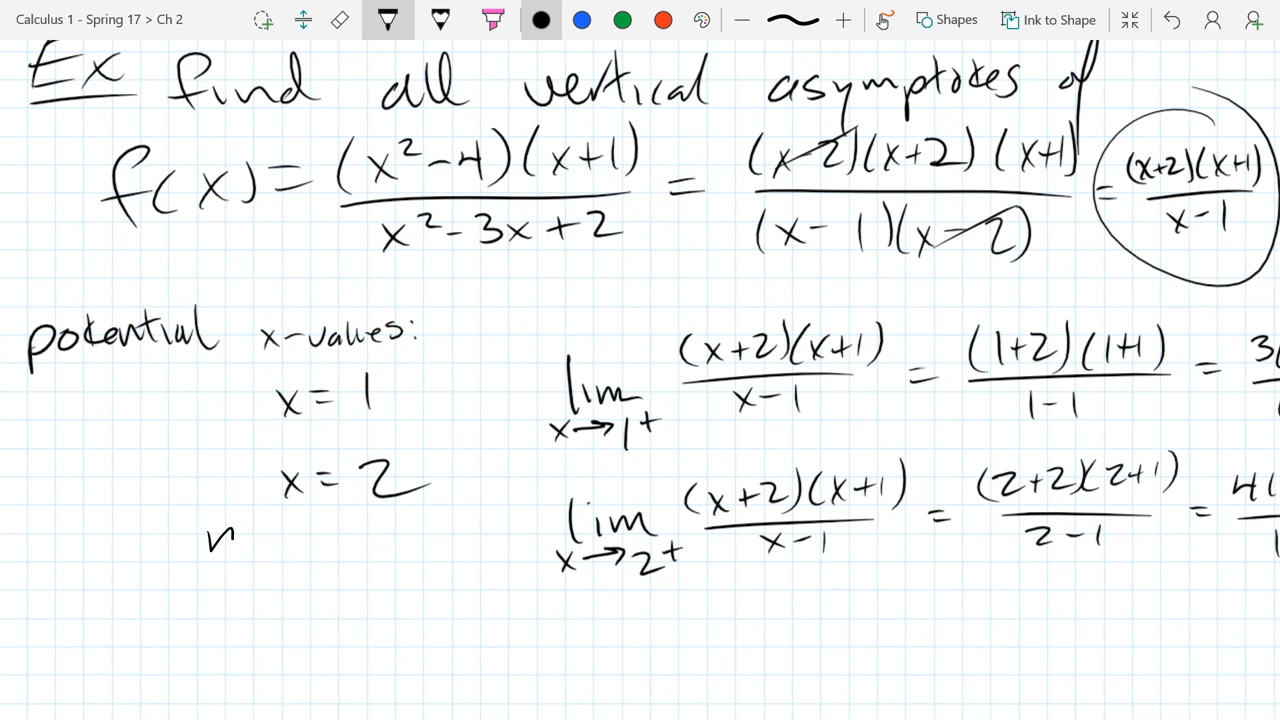 Calculus 1 - Spring 17 > Ch 2
Shapes
Ink to Shape
Ex find all vertical asymptotes of
f(x) = (x²-4)(x+1) / x²-3x+2 = (x-2)(x+2)(x+1) / (x-1)(x-2) = (x+2)(x+1) / x-1
potential x-values:
x = 1
x = 2
lim x→1⁺ (x+2)(x+1) / x-1 = (1+2)(1+1) / 1-1 =
lim x→2⁺ (x+2)(x+1) / x-1 = (2+2)(2+1) / 2-1 =